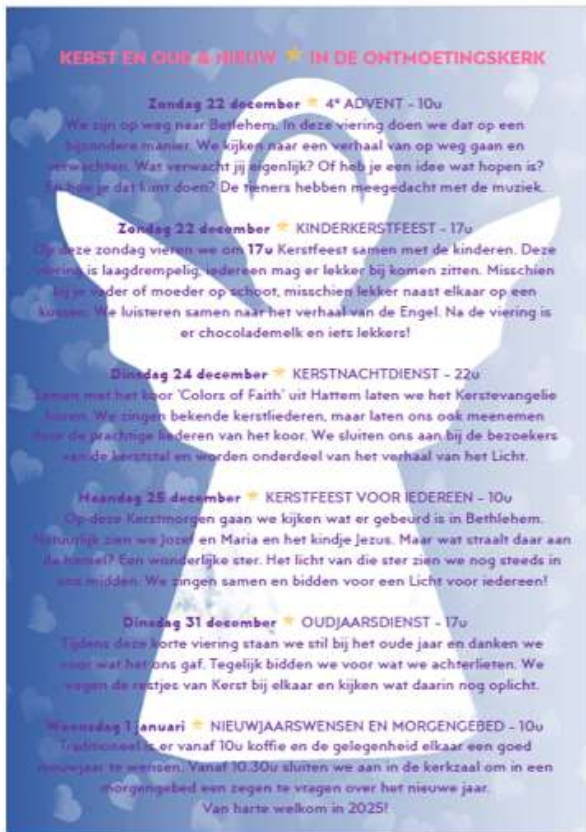 KERST EN OUD & NIEUW IN DE ONTMOETINGSKERK
Zondag 22 december 4e ADVENT - 10u
We zijn op weg naar Betlehem. In deze viering doen we dat op een
bijzondere manier. We kijken naar een verhaal van op weg gaan en
verwachten. Wat verwacht jij eigenlijk? Of heb je een idee wat hopen is?
En hoe je dat kunt doen? De tieners hebben meegedacht met de muziek.
Zondag 22 december KINDERKERSTFEEST - 17u
Op deze zondag vieren we om 17u Kerstfeest samen met de kinderen. Deze
viering is laagdrempelig, iedereen mag er lekker bij komen zitten. Misschien
bij je vader of moeder op schoot, misschien lekker naast elkaar op een
kussen. We luisteren samen naar het verhaal van de Engel. Na de viering is
er chocolademelk en iets lekkers!
Dinsdag 24 december KERSTNACHTDIENST - 22u
Samen met het koor 'Colors of Faith' uit Hattem laten we het Kerstevangelie
horen. We zingen bekende kerstliederen, maar laten ons ook meenemen
door de prachtige liederen van het koor. We sluiten ons aan bij de bezoekers
van de kerststal en worden onderdeel van het verhaal van het Licht.
Maandag 25 december KERSTFEEST VOOR IEDEREEN - 10u
Op deze Kerstmorgen gaan we kijken wat er gebeurd is in Bethlehem.
Natuurlijk zien we Jozef en Maria en het kindje Jezus. Maar wat straalt daar aan
de hemel? Een wonderlijke ster. Het licht van die ster zien we nog steeds in
ons midden. We zingen samen en bidden voor een Licht voor iedereen!
Dinsdag 31 december OUDJAARSDIENST - 17u
Tijdens deze korte viering staan we stil bij het oude jaar en danken we
voor wat het ons gaf. Tegelijk bidden we voor wat we achterlieten. We
vegen de restjes van Kerst bij elkaar en kijken wat daarin nog oplicht.
Woensdag 1 januari NIEUWJAARSWENSEN EN MORGENGEBED - 10u
Traditioneel is er vanaf 10u koffie en de gelegenheid elkaar een goed
nieuwjaar te wensen. Vanaf 10.30u sluiten we aan in de kerkzaal om in een
morgengebed een zegen te vragen over het nieuwe jaar.
Van harte welkom in 2025!